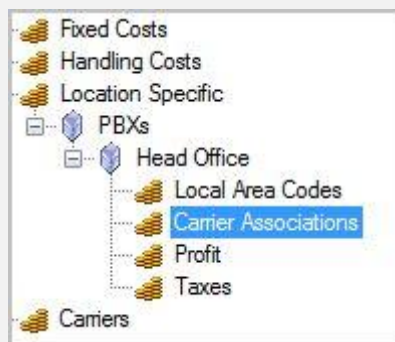 Fixed Costs
Handling Costs
Location Specific
PBXs
Head Office
Local Area Codes
Carrier Associations
Profit
Taxes
Carriers